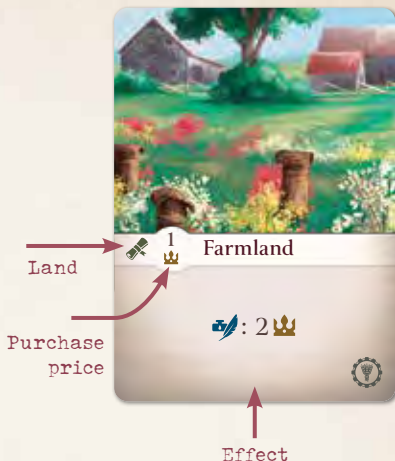 1
Farmland
Land
: 2
Purchase
price
Effect